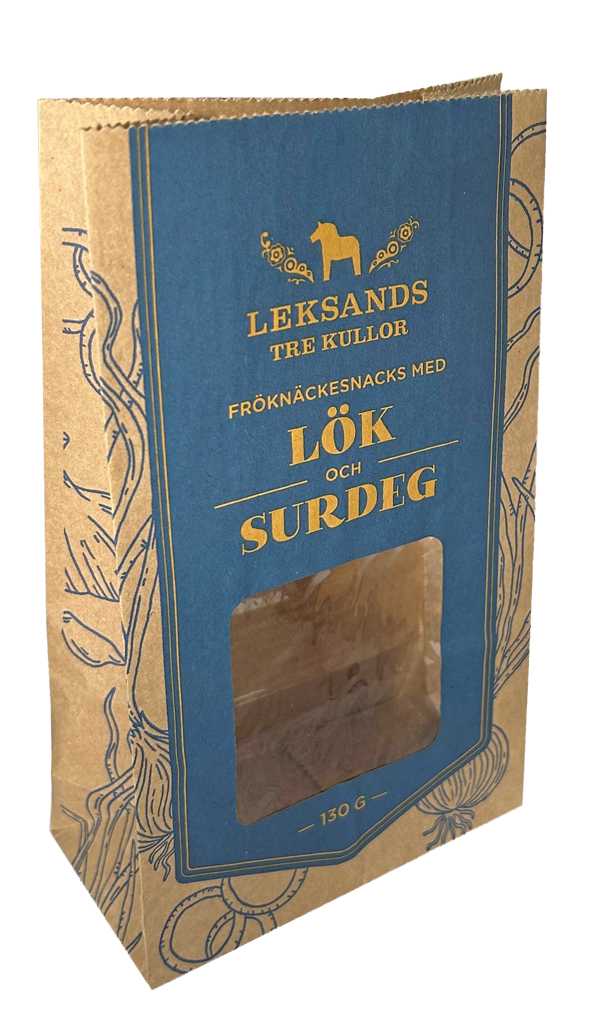 LEKSANDS
TRE KULLOR
FRÖKNÄCKESNACKS MED
LÖK
OCH
SURDEG
— 130 G —